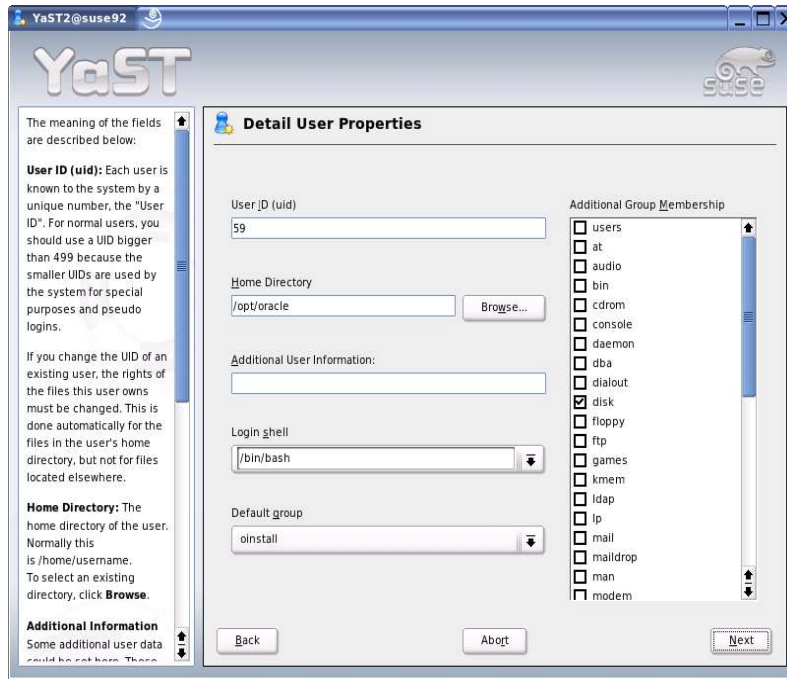 YaST2@suse92
YaST
suse
The meaning of the fields
are described below:
User ID (uid): Each user is
known to the system by a
unique number, the "User
ID". For normal users, you
should use a UID bigger
than 499 because the
smaller UIDs are used by
the system for special
purposes and pseudo
logins.
If you change the UID of an
existing user, the rights of
the files this user owns
must be changed. This is
done automatically for the
files in the user's home
directory, but not for files
located elsewhere.
Home Directory: The
home directory of the user.
Normally this
is /home/username.
To select an existing
directory, click Browse.
Additional Information
Some additional user data
could be set here. These
Detail User Properties
User ID (uid)
59
Home Directory
/opt/oracle
Browse...
Additional User Information:
Login shell
/bin/bash
Default group
oinstall
Additional Group Membership
users
at
audio
bin
cdrom
console
daemon
dba
dialout
disk
floppy
ftp
games
kmem
ldap
lp
mail
maildrop
man
modem
Back
Abort
Next